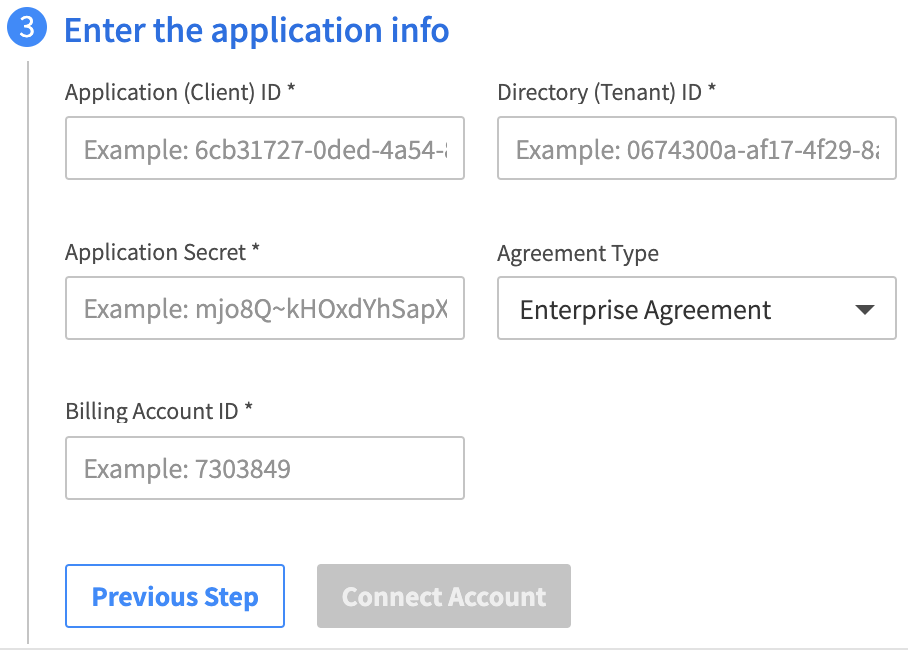 3 Enter the application info
Application (Client) ID * Directory (Tenant) ID *
Example: 6cb31727-0ded-4a54- Example: 0674300a-af17-4f29-8
Application Secret * Agreement Type
Example: mjo8Q~kHOxdYhSapX Enterprise Agreement
Billing Account ID *
Example: 7303849
Previous Step Connect Account